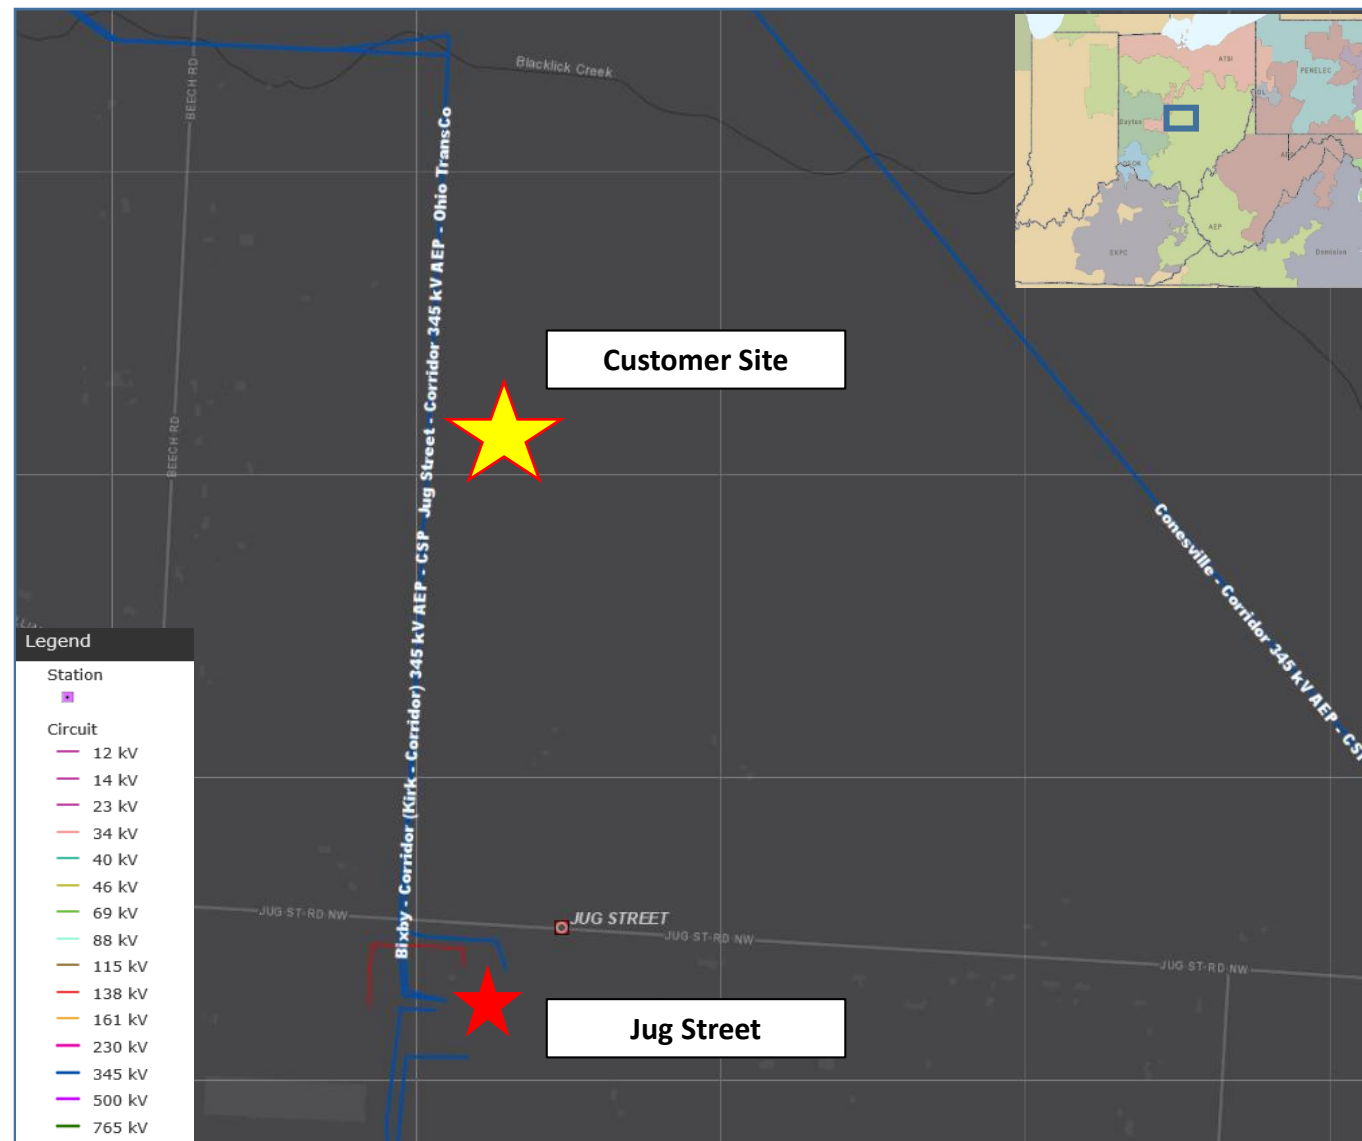 BEECH RD
Blacklick Creek
ATSI
PENELEC
Dayton
AEP
EKPC
Dominion
Jug Street - Corridor 345 kV AEP - Ohio TransCo
Customer Site
BEECH RD
Bixby - Corridor (Kirk - Corridor) 345 kV AEP - CSP
Conesville - Corridor 345 kV AEP - CSP
Legend
Station
Circuit
12 kV
14 kV
23 kV
34 kV
40 kV
46 kV
69 kV
88 kV
115 kV
138 kV
161 kV
230 kV
345 kV
500 kV
765 kV
JUG ST-RD NW
JUG STREET
JUG ST-RD NW
JUG ST-RD NW
Jug Street